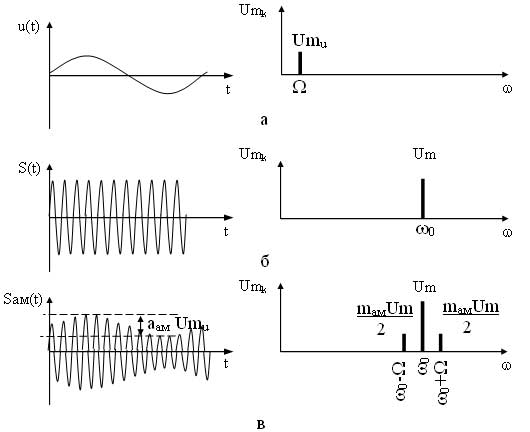 u(t)
t
Umₖ
Umᵤ
Ω
ω
а
S(t)
t
Umₖ
Um
ω₀
ω
б
Sам(t)
aам Umᵤ
t
Umₖ
Um
mамUm
2
mамUm
2
ω₀-Ω
ω₀
ω₀+Ω
ω
в